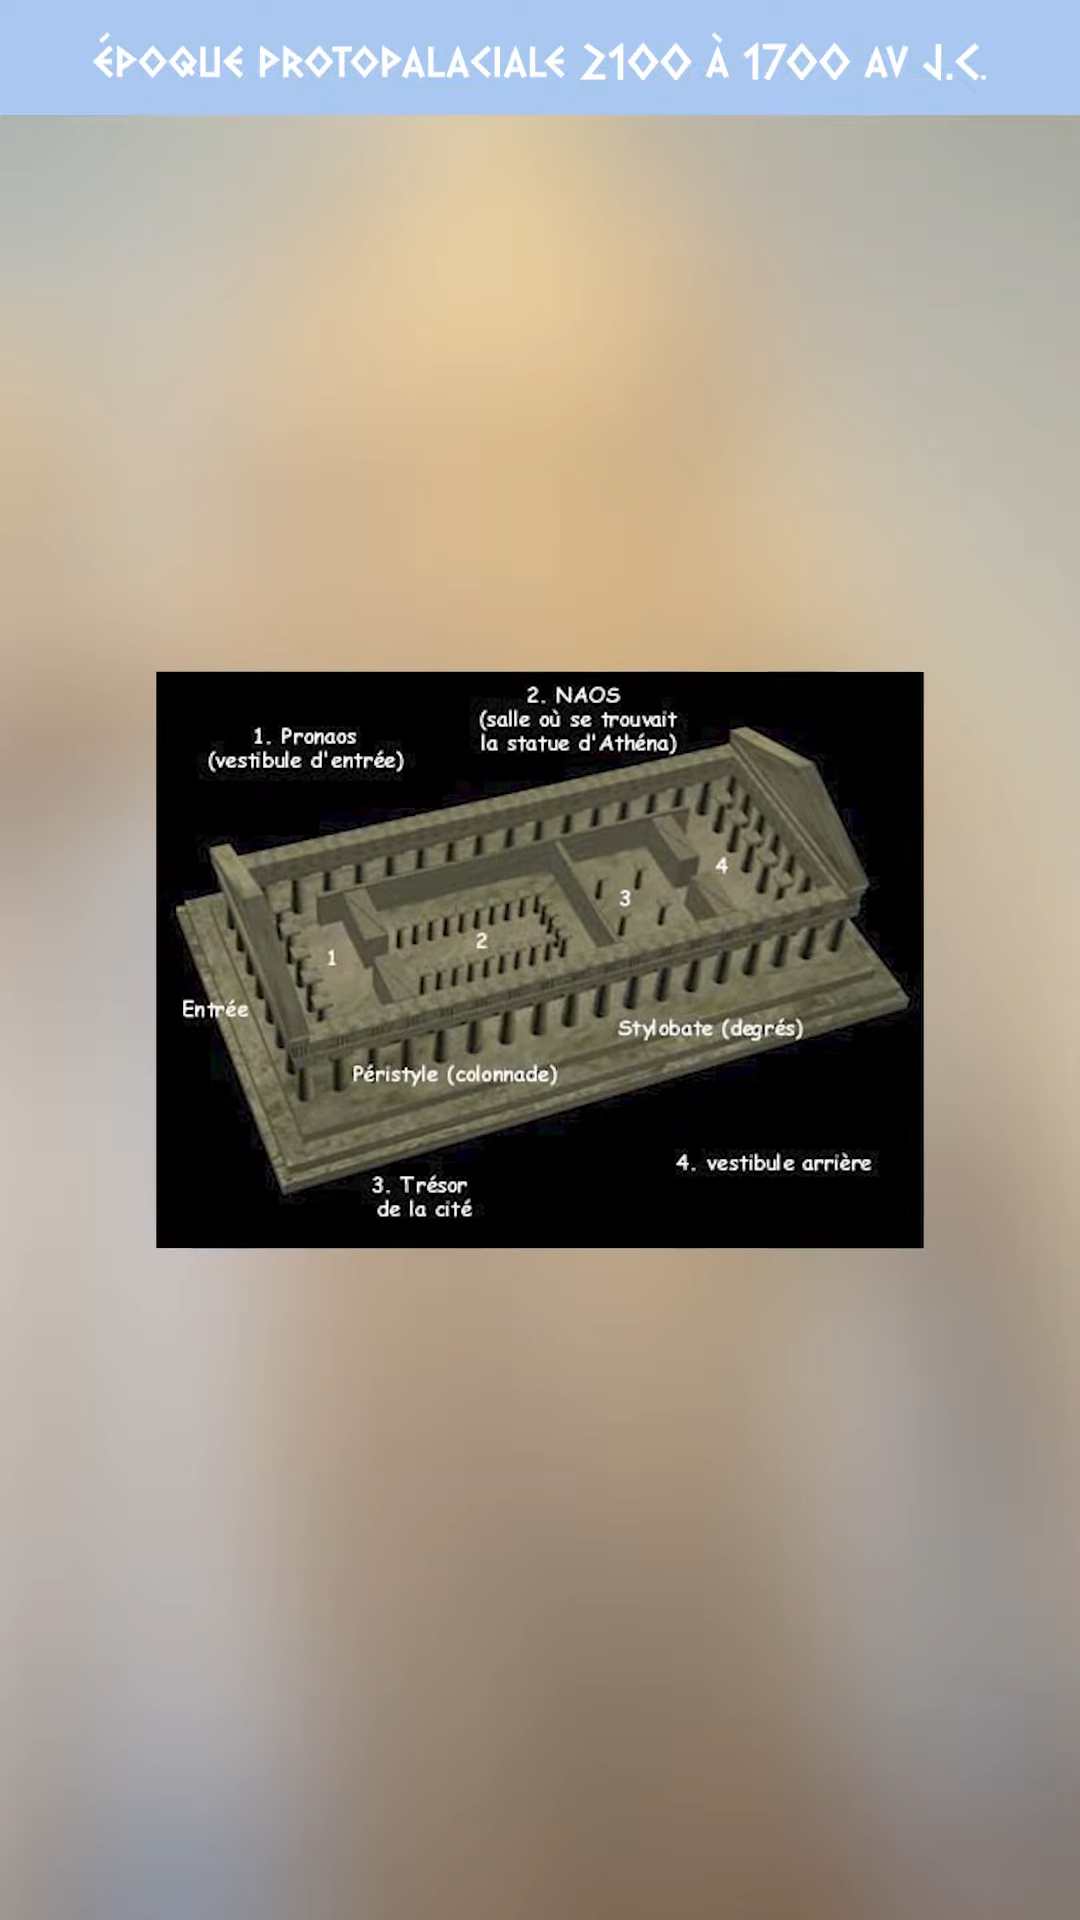 ÉPOQUE PROTOPALACIALE 2100 À 1700 AV J.C.
2. NAOS
(salle où se trouvait
la statue d'Athéna)
1. Pronaos
(vestibule d'entrée)
4
3
2
1
Entrée
Stylobate (degrés)
Péristyle (colonnade)
4. vestibule arrière
3. Trésor
de la cité